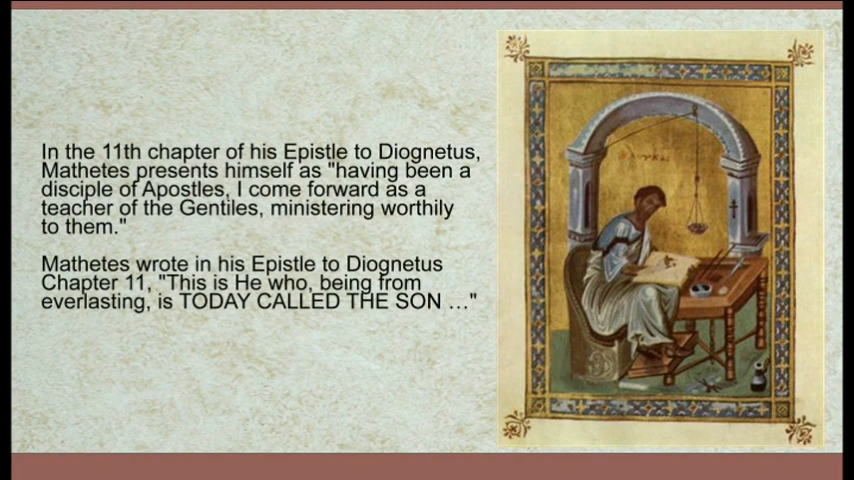 In the 11th chapter of his Epistle to Diognetus,
Mathetes presents himself as "having been a
disciple of Apostles, I come forward as a
teacher of the Gentiles, ministering worthily
to them."
Mathetes wrote in his Epistle to Diognetus
Chapter 11, "This is He who, being from
everlasting, is TODAY CALLED THE SON …"